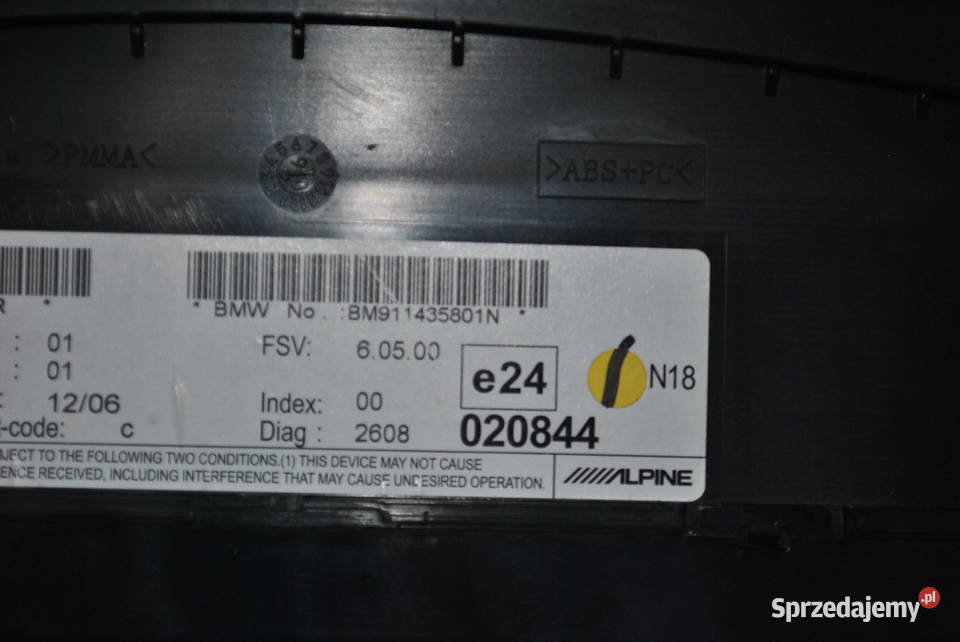 >PMMA<
>ABS+PC<
R *
* BMW No. :BM911435801N *
: 01
FSV: 6.05.00
: 01
e24
N18
: 12/06
Index: 00
-code: c
Diag : 2608
020844
BJECT TO THE FOLLOWING TWO CONDITIONS.(1) THIS DEVICE MAY NOT CAUSE
ENCE RECEIVED, INCLUDING INTERFERENCE THAT MAY CAUSE UNDESIRED OPERATION.
ALPINE
Sprzedajemy.pl